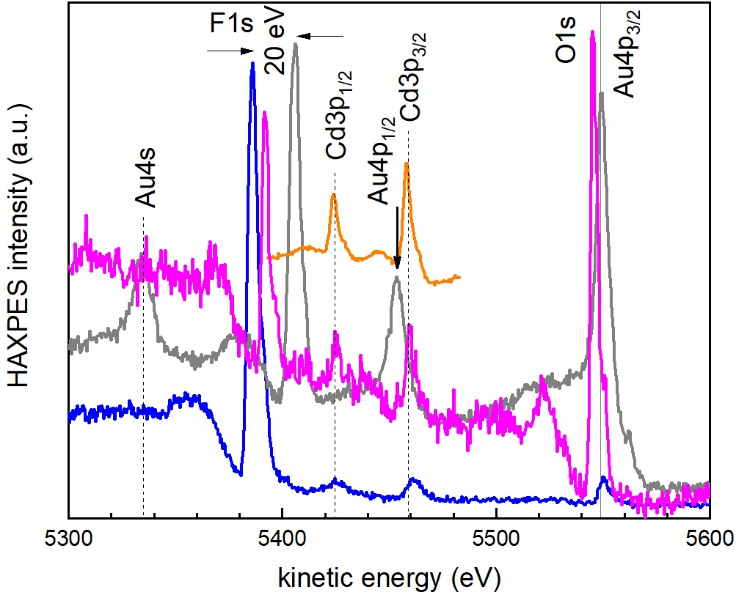 F1s
20 eV
Au4s
Cd3p1/2
Au4p1/2
Cd3p3/2
O1s
Au4p3/2
HAXPES intensity (a.u.)
5300
5400
5500
5600
kinetic energy (eV)